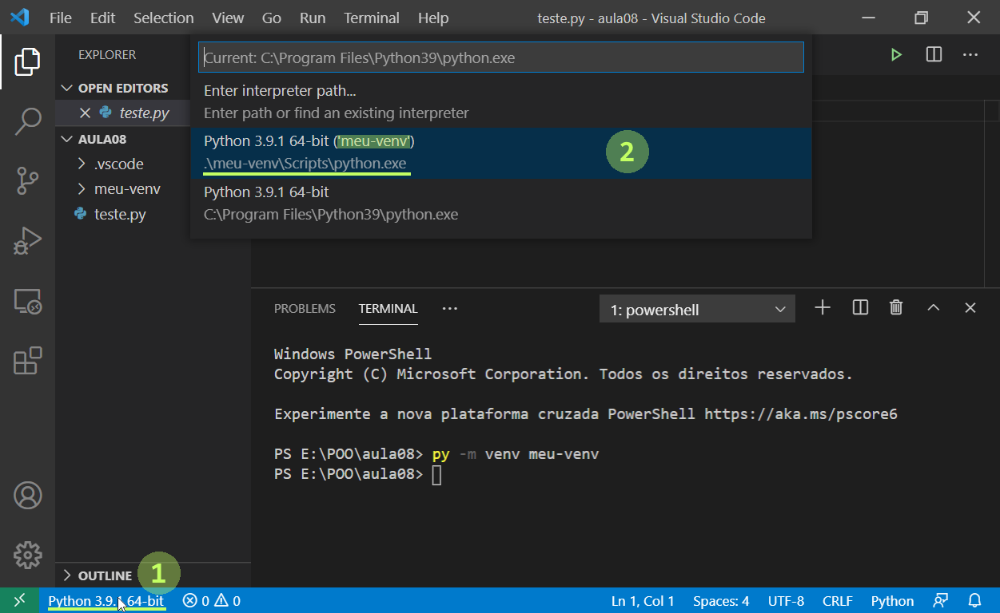 File Edit Selection View Go Run Terminal Help teste.py - aula08 - Visual Studio Code
EXPLORER
OPEN EDITORS
teste.py
AULA08
.vscode
meu-venv
teste.py
OUTLINE
1
Current: C:\Program Files\Python39\python.exe
Enter interpreter path...
Enter path or find an existing interpreter
Python 3.9.1 64-bit ('meu-venv')
.\meu-venv\Scripts\python.exe
2
Python 3.9.1 64-bit
C:\Program Files\Python39\python.exe
PROBLEMS TERMINAL ··· 1: powershell
Windows PowerShell
Copyright (C) Microsoft Corporation. Todos os direitos reservados.
Experimente a nova plataforma cruzada PowerShell https://aka.ms/pscore6
PS E:\POO\aula08> py -m venv meu-venv
PS E:\POO\aula08>
Python 3.9.1 64-bit 0 0 Ln 1, Col 1 Spaces: 4 UTF-8 CRLF Python